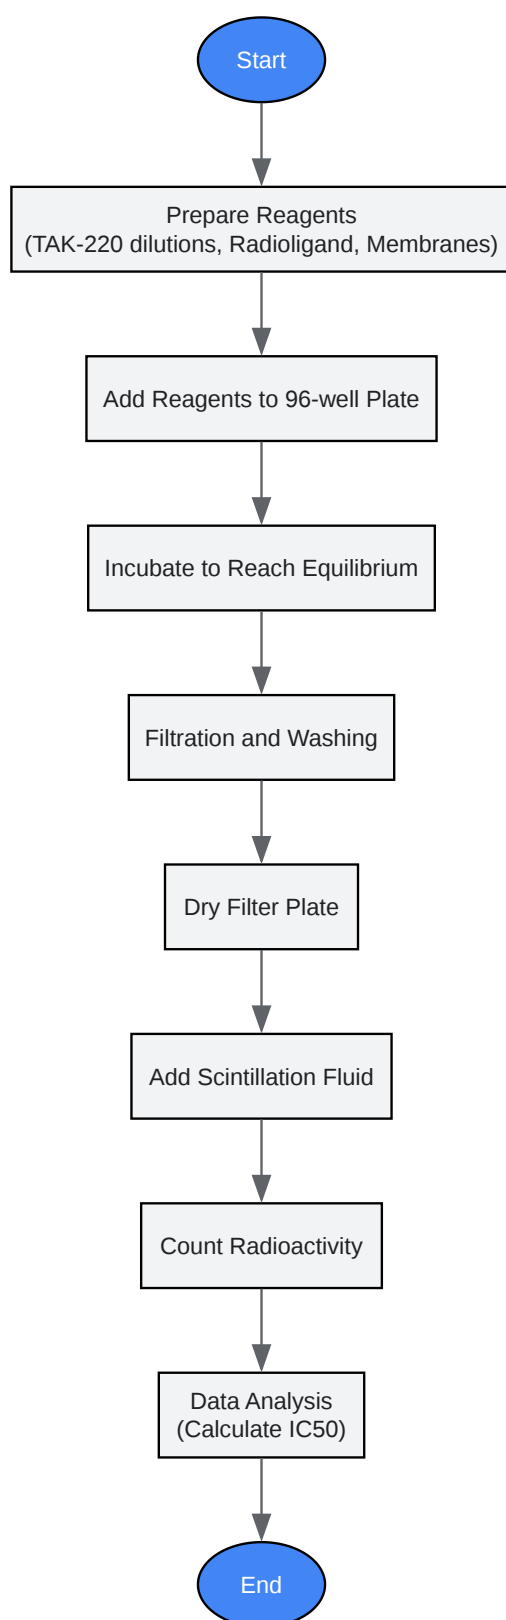 Start
Prepare Reagents
(TAK-220 dilutions, Radioligand, Membranes)
Add Reagents to 96-well Plate
Incubate to Reach Equilibrium
Filtration and Washing
Dry Filter Plate
Add Scintillation Fluid
Count Radioactivity
Data Analysis
(Calculate IC50)
End